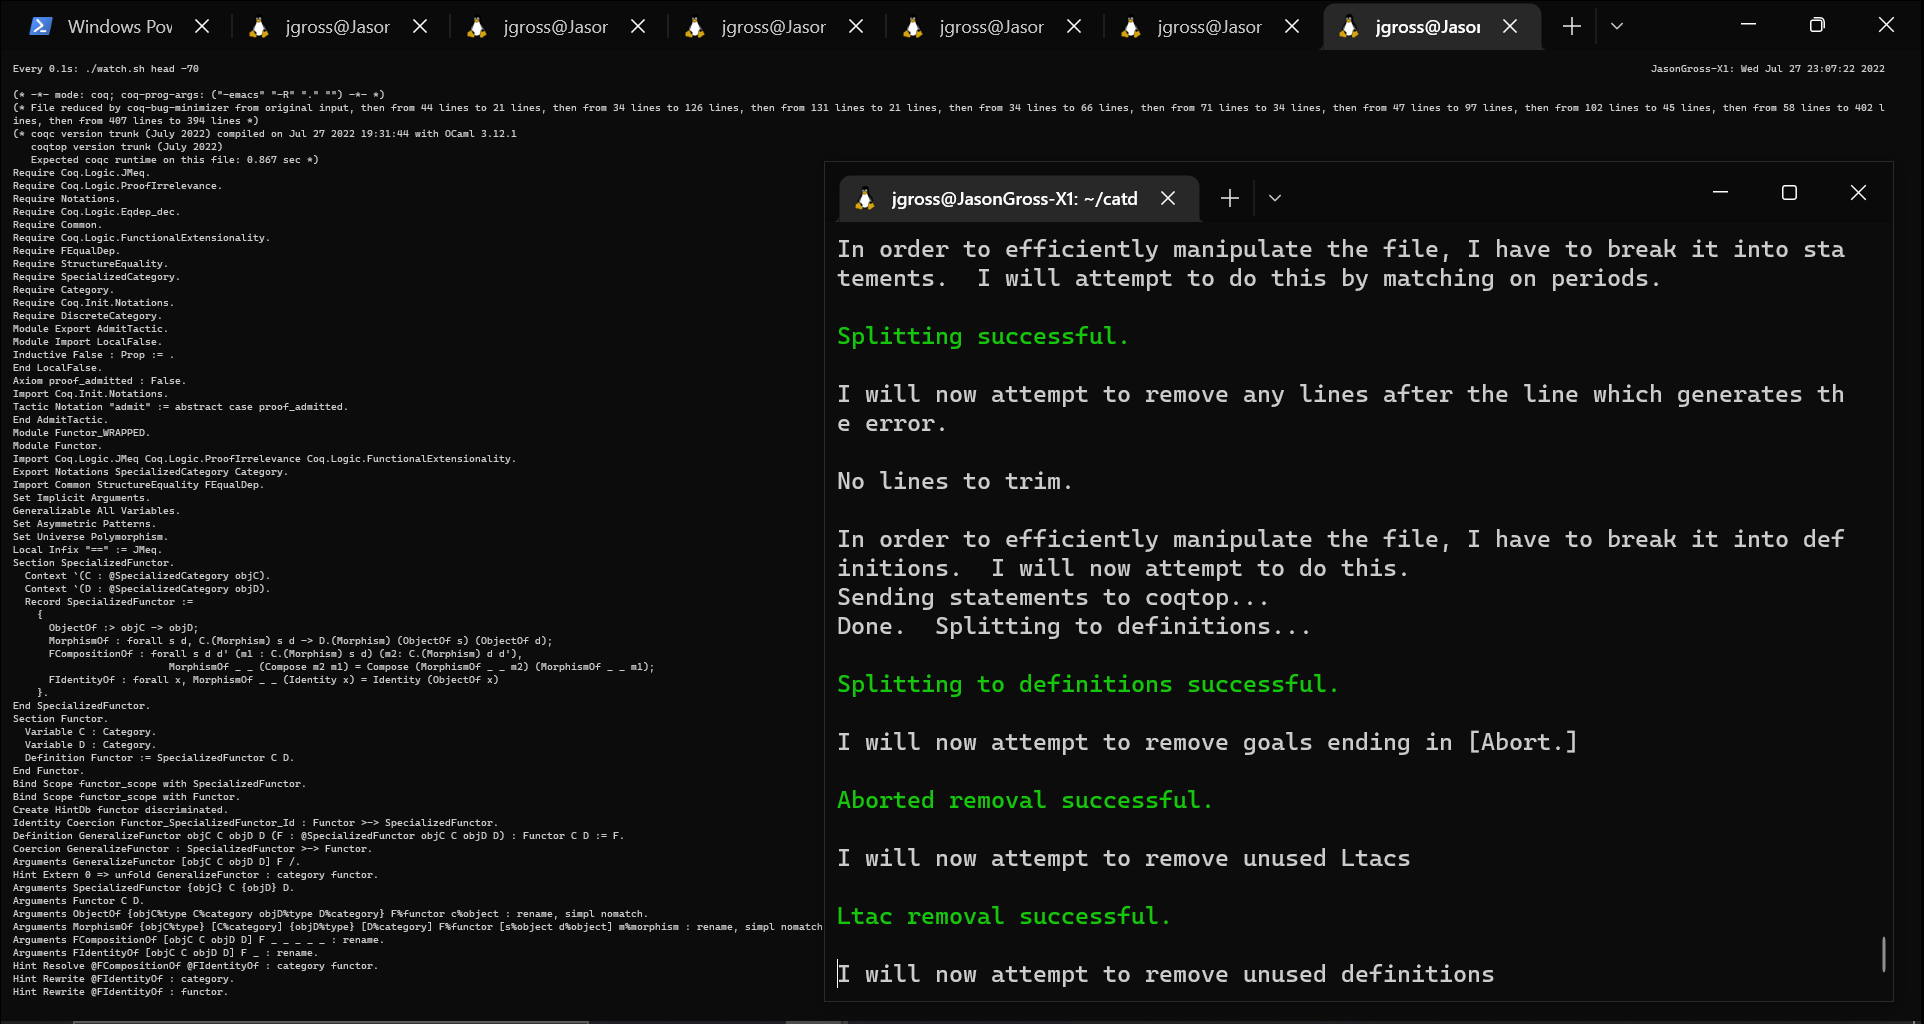 Windows Pov
jgross@Jasor
jgross@Jasor
jgross@Jasor
jgross@Jasor
jgross@Jasor
jgross@Jasor
Every 0.1s: ./watch.sh head -70
JasonGross-X1: Wed Jul 27 23:07:22 2022
(* -*- mode: coq; coq-prog-args: ("-emacs" "-R" "." "") -*- *)
(* File reduced by coq-bug-minimizer from original input, then from 44 lines to 21 lines, then from 34 lines to 126 lines, then from 131 lines to 21 lines, then from 34 lines to 66 lines, then from 71 lines to 34 lines, then from 47 lines to 97 lines, then from 102 lines to 45 lines, then from 58 lines to 402 l
ines, then from 407 lines to 394 lines *)
(* coqc version trunk (July 2022) compiled on Jul 27 2022 19:31:44 with OCaml 3.12.1
   coqtop version trunk (July 2022)
   Expected coqc runtime on this file: 0.867 sec *)
Require Coq.Logic.JMeq.
Require Coq.Logic.ProofIrrelevance.
Require Notations.
Require Coq.Logic.Eqdep_dec.
Require Common.
Require Coq.Logic.FunctionalExtensionality.
Require FEqualDep.
Require StructureEquality.
Require SpecializedCategory.
Require Category.
Require Coq.Init.Notations.
Require DiscreteCategory.
Module Export AdmitTactic.
Module Import LocalFalse.
Inductive False : Prop := .
End LocalFalse.
Axiom proof_admitted : False.
Import Coq.Init.Notations.
Tactic Notation "admit" := abstract case proof_admitted.
End AdmitTactic.
Module Functor_WRAPPED.
Module Functor.
Import Coq.Logic.JMeq Coq.Logic.ProofIrrelevance Coq.Logic.FunctionalExtensionality.
Export Notations SpecializedCategory Category.
Import Common StructureEquality FEqualDep.
Set Implicit Arguments.
Generalizable All Variables.
Set Asymmetric Patterns.
Set Universe Polymorphism.
Local Infix "==" := JMeq.
Section SpecializedFunctor.
  Context `(C : @SpecializedCategory objC).
  Context `(D : @SpecializedCategory objD).
  Record SpecializedFunctor :=
    {
      ObjectOf :> objC -> objD;
      MorphismOf : forall s d, C.(Morphism) s d -> D.(Morphism) (ObjectOf s) (ObjectOf d);
      FCompositionOf : forall s d d' (m1 : C.(Morphism) s d) (m2: C.(Morphism) d d'),
                          MorphismOf _ _ (Compose m2 m1) = Compose (MorphismOf _ _ m2) (MorphismOf _ _ m1);
      FIdentityOf : forall x, MorphismOf _ _ (Identity x) = Identity (ObjectOf x)
    }.
End SpecializedFunctor.
Section Functor.
  Variable C : Category.
  Variable D : Category.
  Definition Functor := SpecializedFunctor C D.
End Functor.
Bind Scope functor_scope with SpecializedFunctor.
Bind Scope functor_scope with Functor.
Create HintDb functor discriminated.
Identity Coercion Functor_SpecializedFunctor_Id : Functor >-> SpecializedFunctor.
Definition GeneralizeFunctor objC C objD D (F : @SpecializedFunctor objC C objD D) : Functor C D := F.
Coercion GeneralizeFunctor : SpecializedFunctor >-> Functor.
Arguments GeneralizeFunctor [objC C objD D] F /.
Hint Extern 0 => unfold GeneralizeFunctor : category functor.
Arguments SpecializedFunctor {objC} C {objD} D.
Arguments Functor C D.
Arguments ObjectOf {objC%type C%category objD%type D%category} F%functor c%object : rename, simpl nomatch.
Arguments MorphismOf {objC%type} [C%category] {objD%type} [D%category] F%functor [s%object d%object] m%morphism : rename, simpl nomatch
Arguments FCompositionOf [objC C objD D] F _ _ _ _ _ : rename.
Arguments FIdentityOf [objC C objD D] F _ : rename.
Hint Resolve @FCompositionOf @FIdentityOf : category functor.
Hint Rewrite @FIdentityOf : category.
Hint Rewrite @FIdentityOf : functor.
jgross@JasonGross-X1: ~/catd
In order to efficiently manipulate the file, I have to break it into sta
tements.  I will attempt to do this by matching on periods.
Splitting successful.
I will now attempt to remove any lines after the line which generates th
e error.
No lines to trim.
In order to efficiently manipulate the file, I have to break it into def
initions.  I will now attempt to do this.
Sending statements to coqtop...
Done.  Splitting to definitions...
Splitting to definitions successful.
I will now attempt to remove goals ending in [Abort.]
Aborted removal successful.
I will now attempt to remove unused Ltacs
Ltac removal successful.
I will now attempt to remove unused definitions